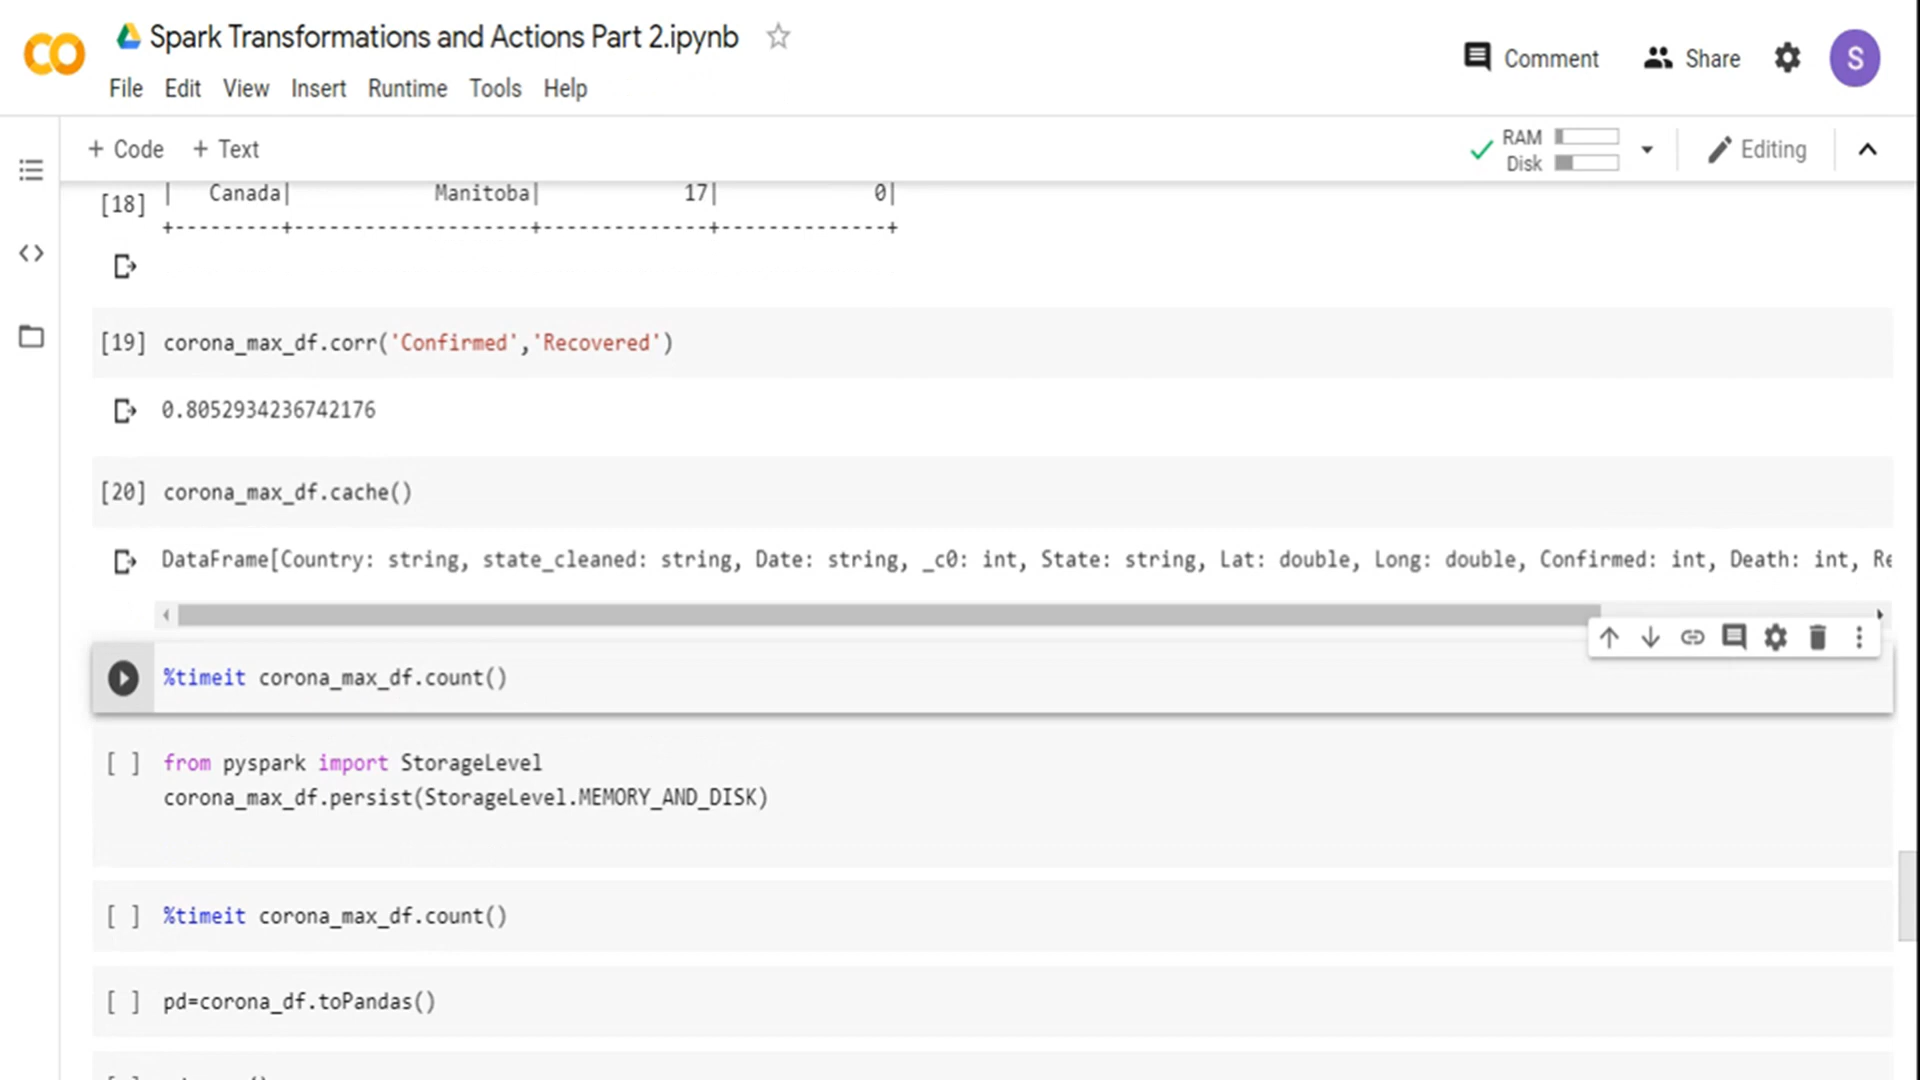 Spark Transformations and Actions Part 2.ipynb
Comment
Share
S
File Edit View Insert Runtime Tools Help
+ Code + Text
RAM
Disk
Editing
[18] | Canada| Manitoba| 17| 0|
+---------+--------------------+--------------+--------------+
[19] corona_max_df.corr('Confirmed','Recovered')
0.8052934236742176
[20] corona_max_df.cache()
DataFrame[Country: string, state_cleaned: string, Date: string, _c0: int, State: string, Lat: double, Long: double, Confirmed: int, Death: int, Re
%timeit corona_max_df.count()
[ ] from pyspark import StorageLevel
corona_max_df.persist(StorageLevel.MEMORY_AND_DISK)
[ ] %timeit corona_max_df.count()
[ ] pd=corona_df.toPandas()